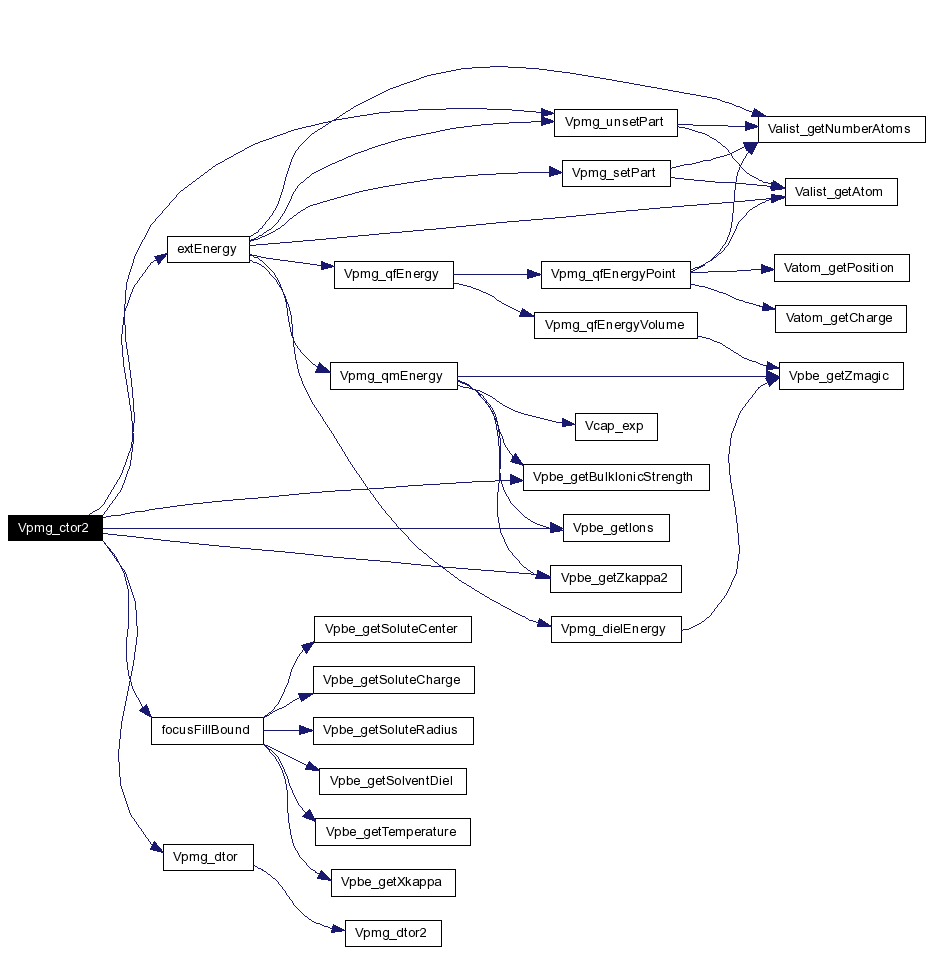 Vpmg_unsetPart
Valist_getNumberAtoms
Vpmg_setPart
Valist_getAtom
extEnergy
Vpmg_qfEnergy
Vpmg_qfEnergyPoint
Vatom_getPosition
Vpmg_qfEnergyVolume
Vatom_getCharge
Vpmg_qmEnergy
Vpbe_getZmagic
Vcap_exp
Vpbe_getBulkIonicStrength
Vpmg_ctor2
Vpbe_getIons
Vpbe_getZkappa2
Vpbe_getSoluteCenter
Vpmg_dielEnergy
Vpbe_getSoluteCharge
focusFillBound
Vpbe_getSoluteRadius
Vpbe_getSolventDiel
Vpbe_getTemperature
Vpmg_dtor
Vpbe_getXkappa
Vpmg_dtor2